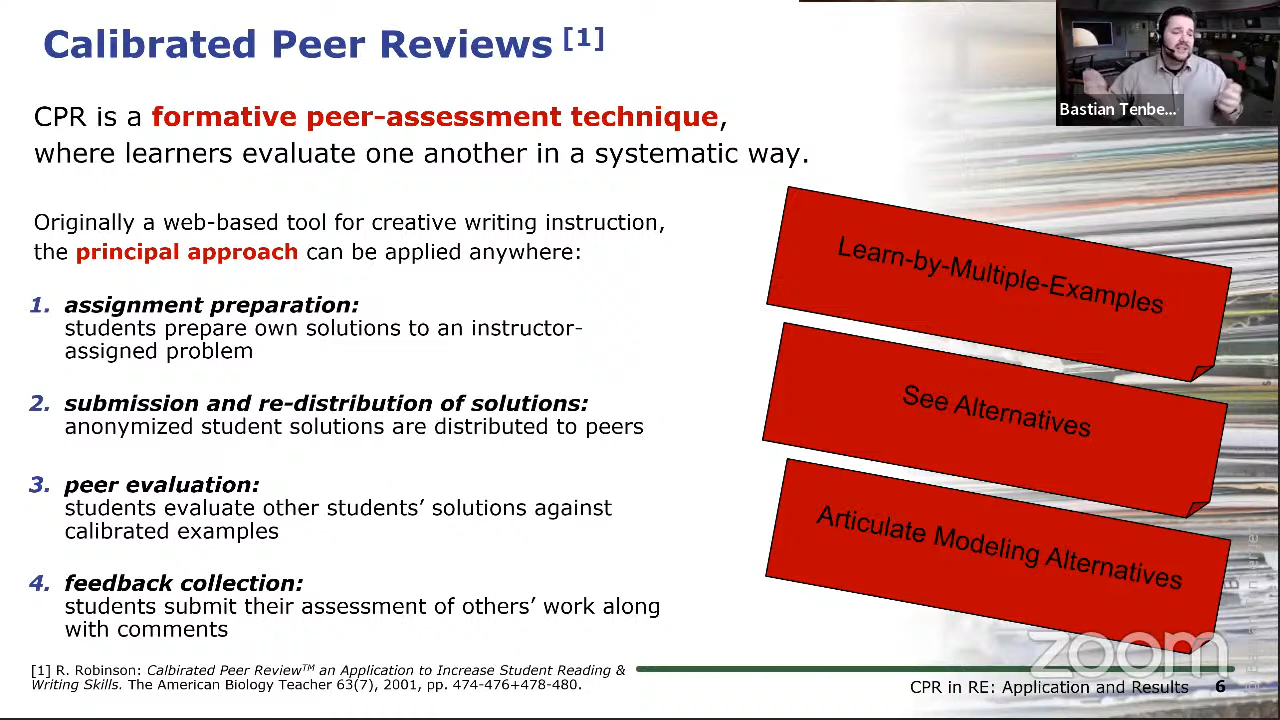 Calibrated Peer Reviews [1]
Bastian Tenbe...
CPR is a formative peer-assessment technique,
where learners evaluate one another in a systematic way.
Originally a web-based tool for creative writing instruction,
the principal approach can be applied anywhere:
1. assignment preparation:
students prepare own solutions to an instructor-
assigned problem
2. submission and re-distribution of solutions:
anonymized student solutions are distributed to peers
3. peer evaluation:
students evaluate other students’ solutions against
calibrated examples
4. feedback collection:
students submit their assessment of others’ work along
with comments
Learn-by-Multiple-Examples
See Alternatives
Articulate Modeling Alternatives
[1] R. Robinson: Calbirated Peer Review™ an Application to Increase Student Reading &
Writing Skills. The American Biology Teacher 63(7), 2001, pp. 474-476+478-480.
zoom
CPR in RE: Application and Results 6